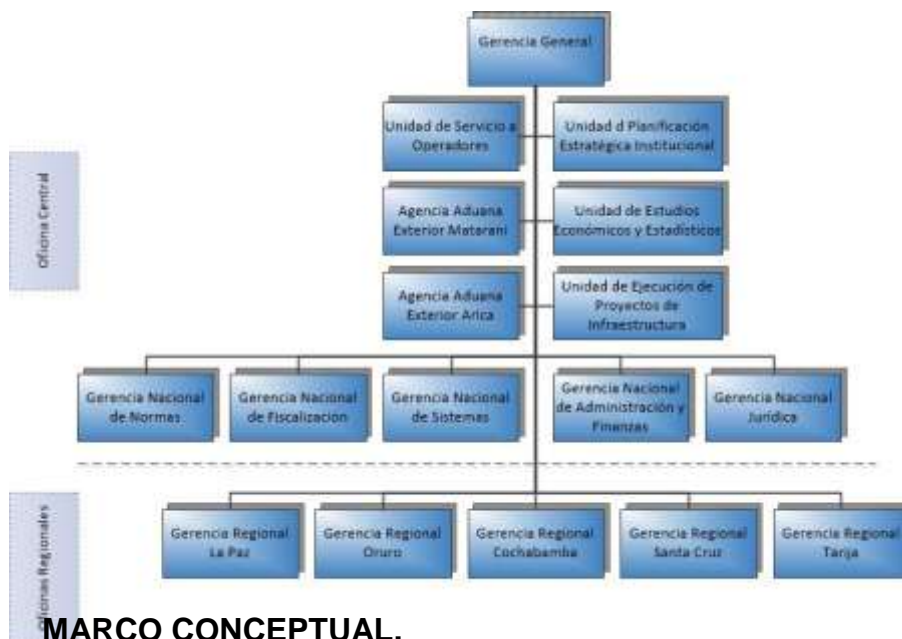 Gerencia General
Unidad de Servicio a
Operadores
Unidad d Planificación
Estratégica Institucional
Oficina Central
Agencia Aduana
Exterior Matarani
Unidad de Estudios
Económicos y Estadísticos
Agencia Aduana
Exterior Arica
Unidad de Ejecución de
Proyectos de
Infraestructura
Gerencia Nacional
de Normas
Gerencia Nacional
de Fiscalización
Gerencia Nacional
de Sistemas
Gerencia Nacional
de Administración y
Finanzas
Gerencia Nacional
Jurídica
Oficinas Regionales
Gerencia Regional
La Paz
Gerencia Regional
Oruro
Gerencia Regional
Cochabamba
Gerencia Regional
Santa Cruz
Gerencia Regional
Tarija
MARCO CONCEPTUAL.